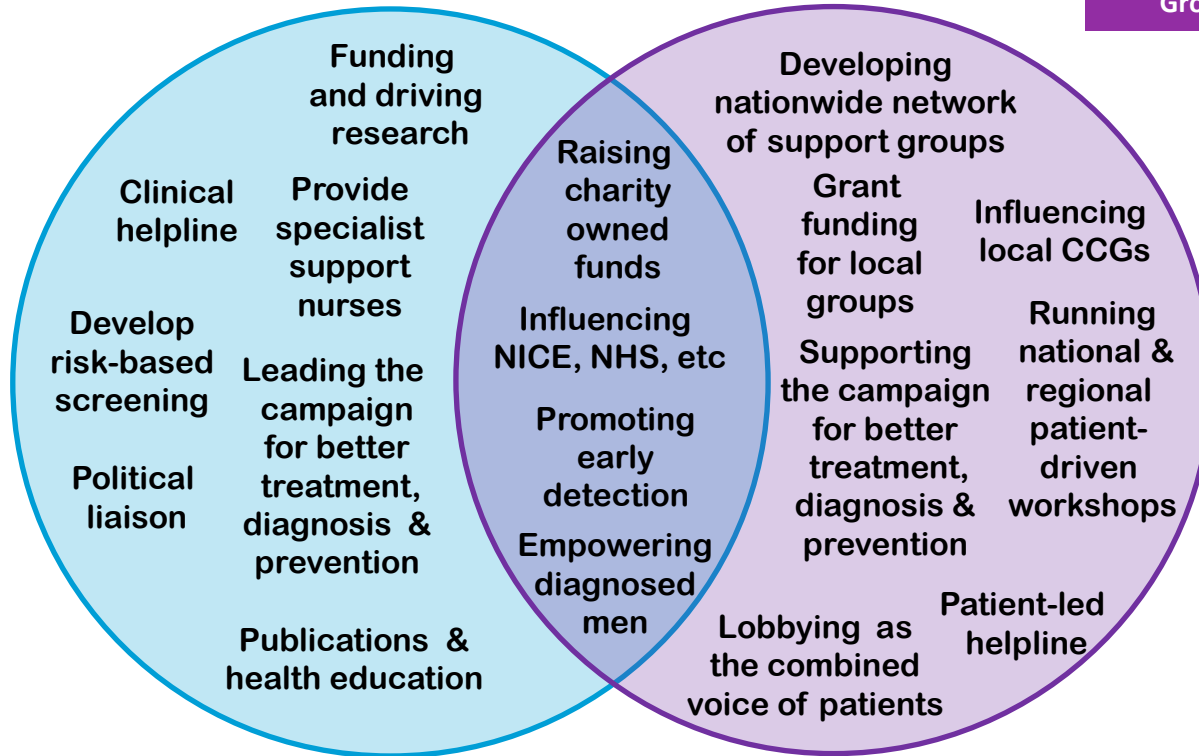 Funding
and driving
research
Clinical
helpline
Provide
specialist
support
nurses
Develop
risk-based
screening
Leading the
campaign
for better
treatment,
diagnosis &
prevention
Political
liaison
Publications &
health education
Raising
charity
owned
funds
Influencing
NICE, NHS, etc
Promoting
early
detection
Empowering
diagnosed
men
Developing
nationwide network
of support groups
Grant
funding
for local
groups
Influencing
local CCGs
Supporting
the campaign
for better
treatment,
diagnosis &
prevention
Running
national &
regional
patient-
driven
workshops
Patient-led
helpline
Lobbying as
the combined
voice of patients